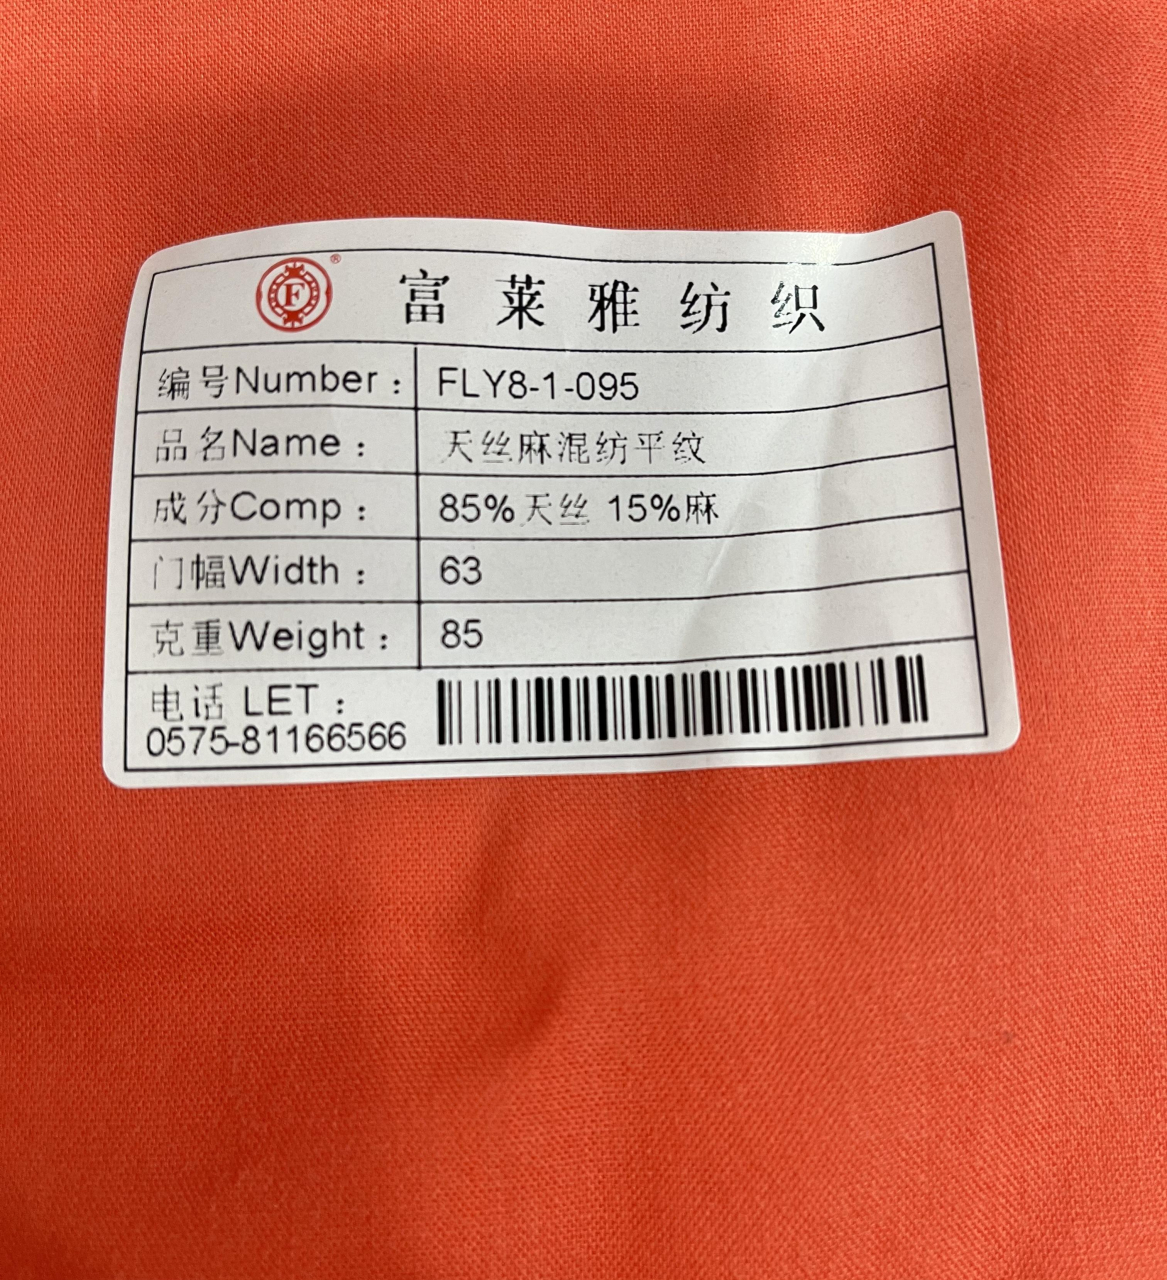 F ®
富莱雅纺织
编号Number： FLY8-1-095
品名Name： 天丝麻混纺平纹
成分Comp： 85%天丝 15%麻
门幅Width： 63
克重Weight： 85
电话 LET：
0575-81166566